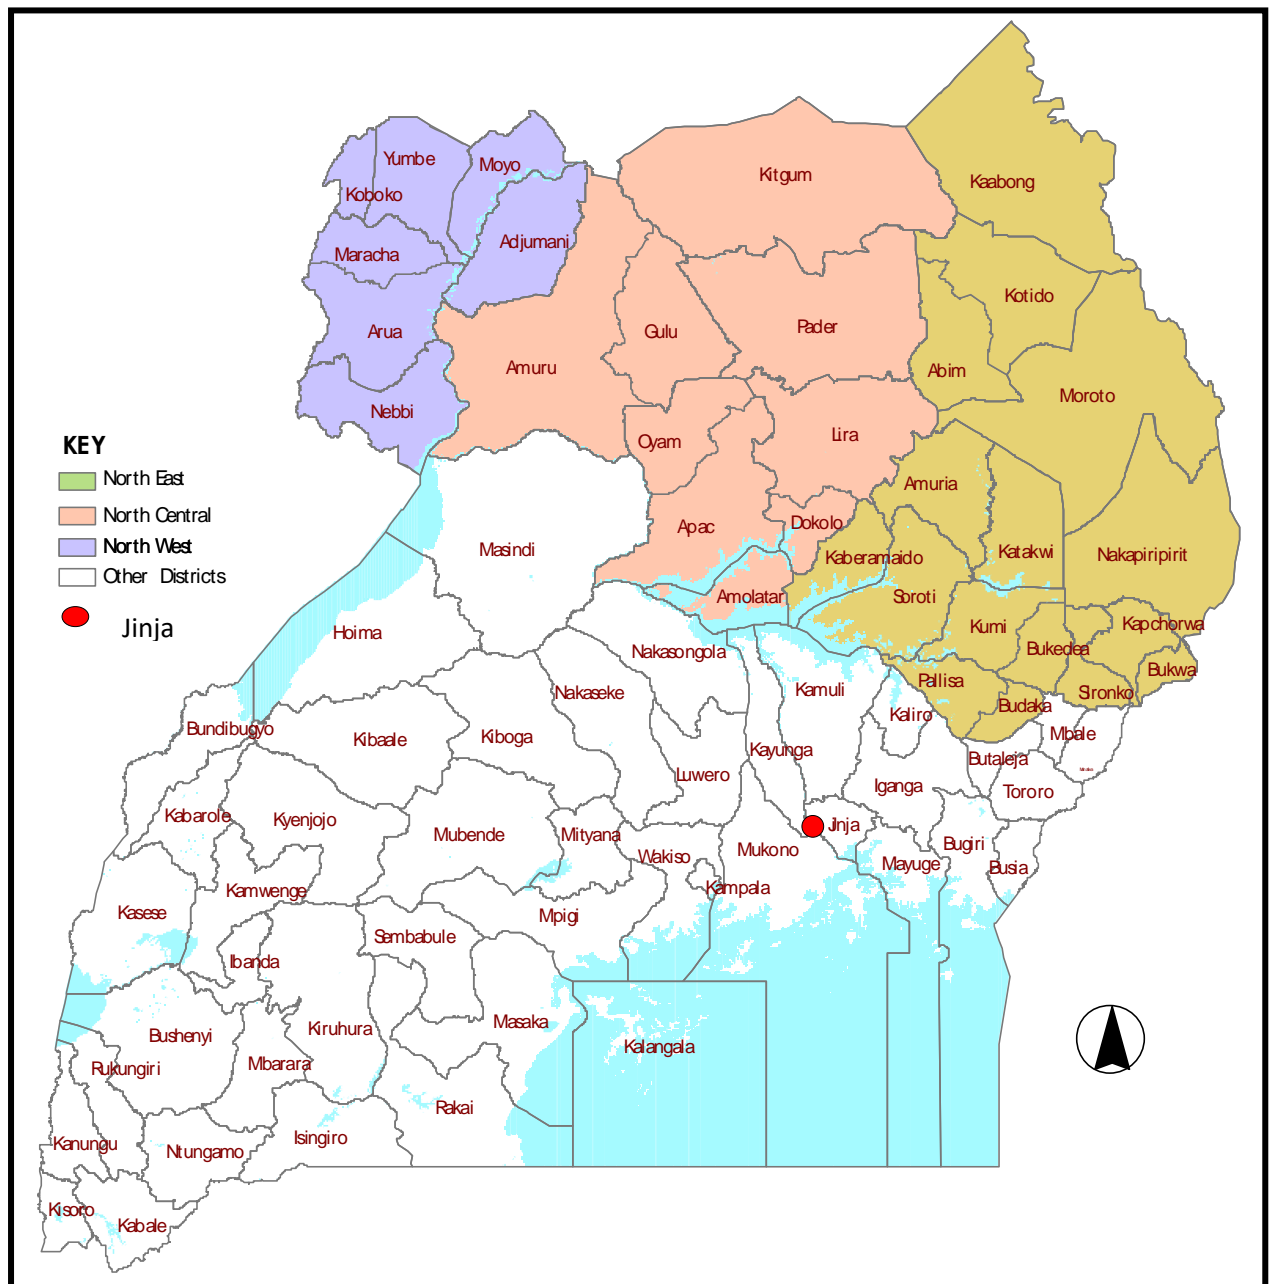 Yumbe
Moyo
Kitgum
Kaabong
Koboko
Adjumani
Maracha
Kotido
Arua
Gulu
Pader
Amuru
Abim
Moroto
Nebbi
Oyam
Lira
KEY
North East
North Central
North West
Other Districts
Jinja
Amuria
Apac
Dokolo
Masindi
Kaberamaido
Katakwi
Nakapiripirit
Amolatar
Soroti
Hoima
Kumi
Kapchorwa
Nakasongola
Bukedea
Bukwa
Nakaseke
Kamuli
Pallisa
Sironko
Budaka
Kaliro
Bundibugyo
Kibaale
Kiboga
Kayunga
Mbale
Butaleja
Luwero
Iganga
Tororo
Kabarole
Kyenjojo
Mubende
Mityana
Jinja
Wakiso
Mukono
Bugiri
Mayuge
Busia
Kamwenge
Kampala
Kasese
Mpigi
Sembabule
Ibanda
Masaka
Kiruhura
Bushenyi
Kalangala
Rukungiri
Mbarara
Rakai
Isingiro
Kanungu
Ntungamo
Kisoro
Kabale